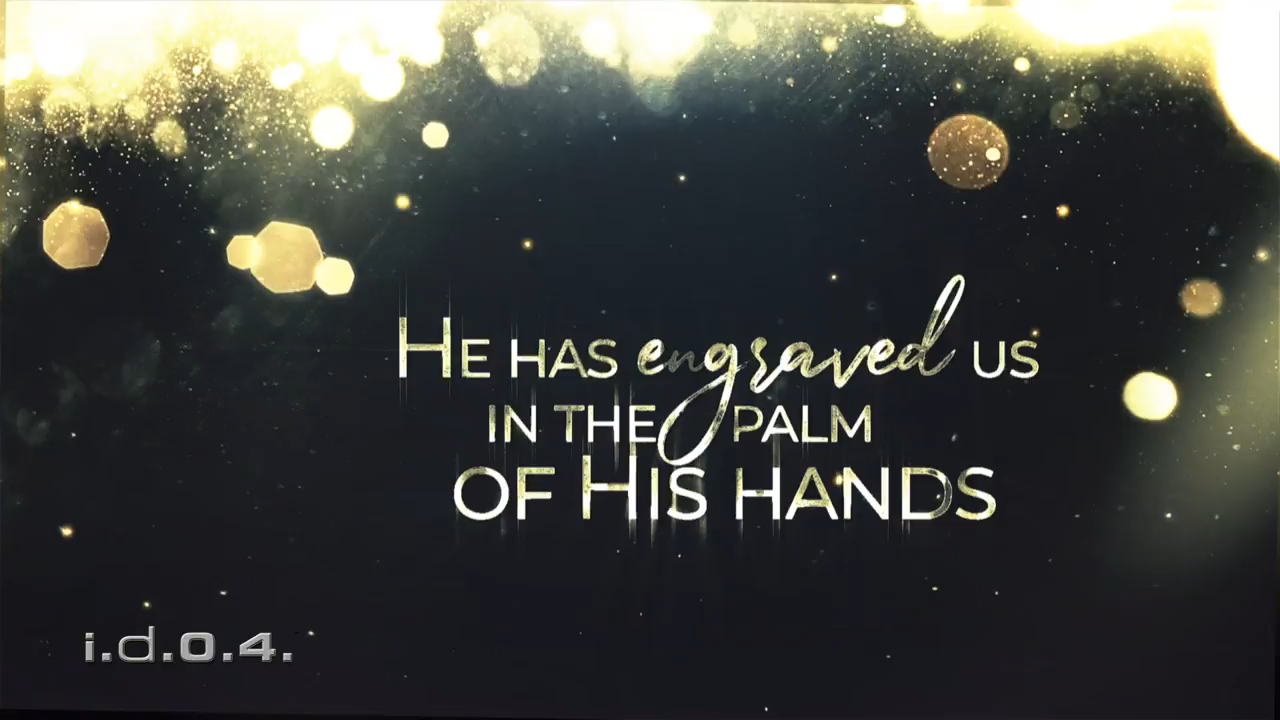 He has engraved us
in the palm
of His hands
i.d.0.4.